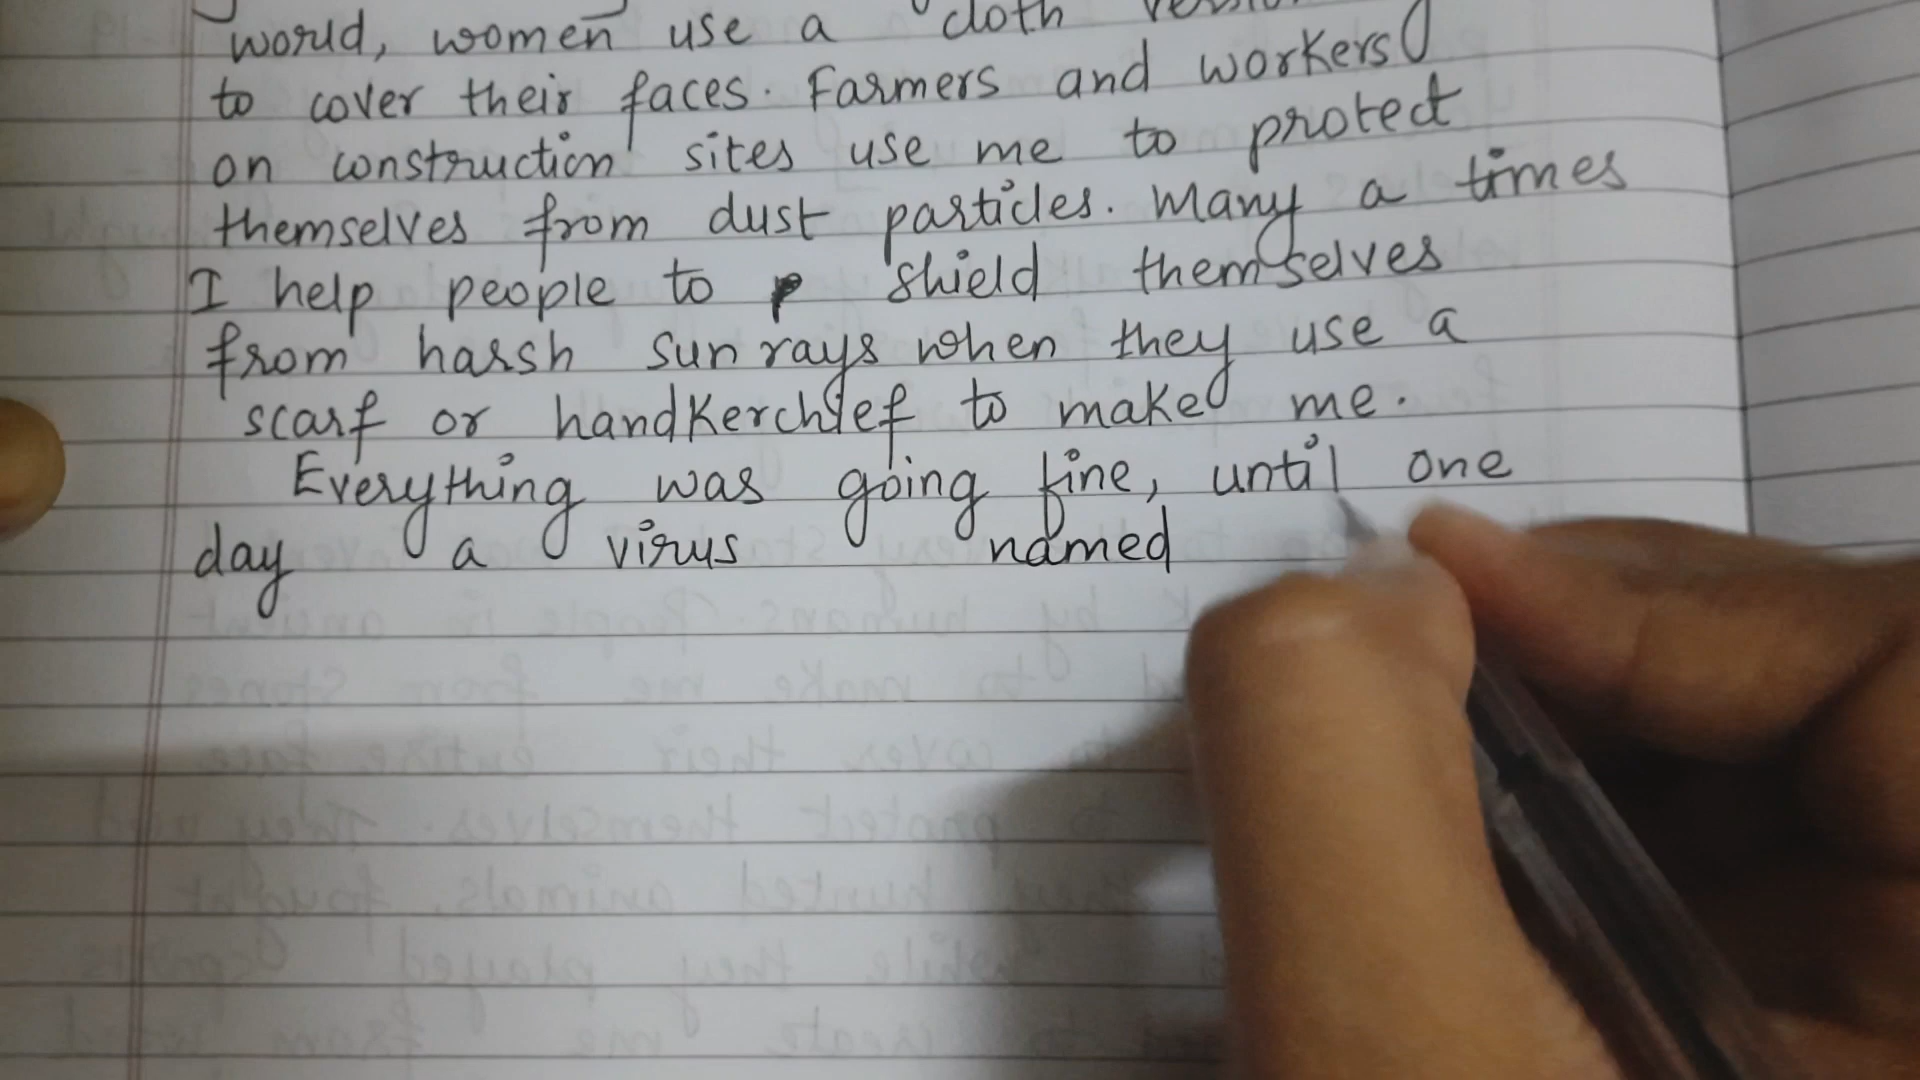 world, women use a cloth version
to cover their faces. Farmers and workers
on construction sites use me to protect
themselves from dust particles. Many a times
I help people to shield themselves
from harsh sun rays when they use a
scarf or handkerchief to make me.
Everything was going fine, until one
day a virus named